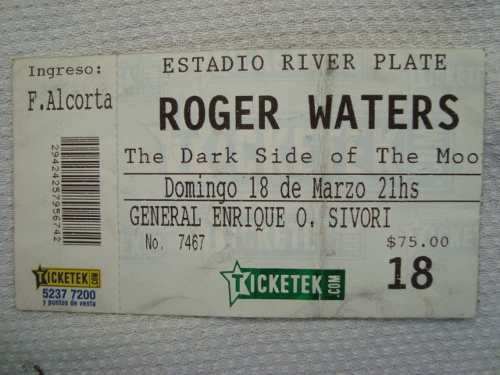 Ingreso:
F.Alcorta
29424257956742
TICKETEK.COM
5237 7200
y puntos de venta
ESTADIO RIVER PLATE
ROGER WATERS
The Dark Side of The Moo
Domingo 18 de Marzo 21hs
GENERAL ENRIQUE O. SIVORI
No. 7467
$75.00
TICKETEK.COM
18